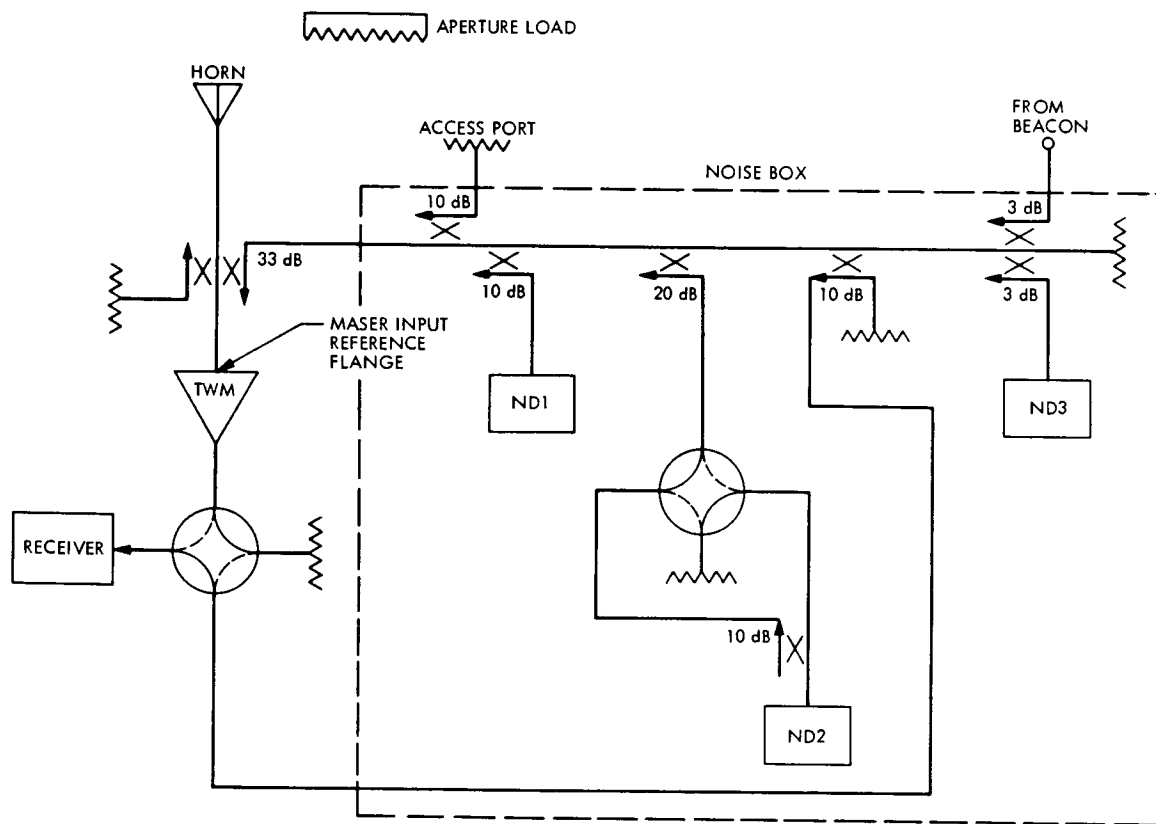 APERTURE LOAD
HORN
ACCESS PORT
FROM
BEACON
NOISE BOX
10 dB
3 dB
33 dB
10 dB
20 dB
10 dB
3 dB
MASER INPUT
REFERENCE
FLANGE
TWM
ND1
ND3
RECEIVER
10 dB
ND2